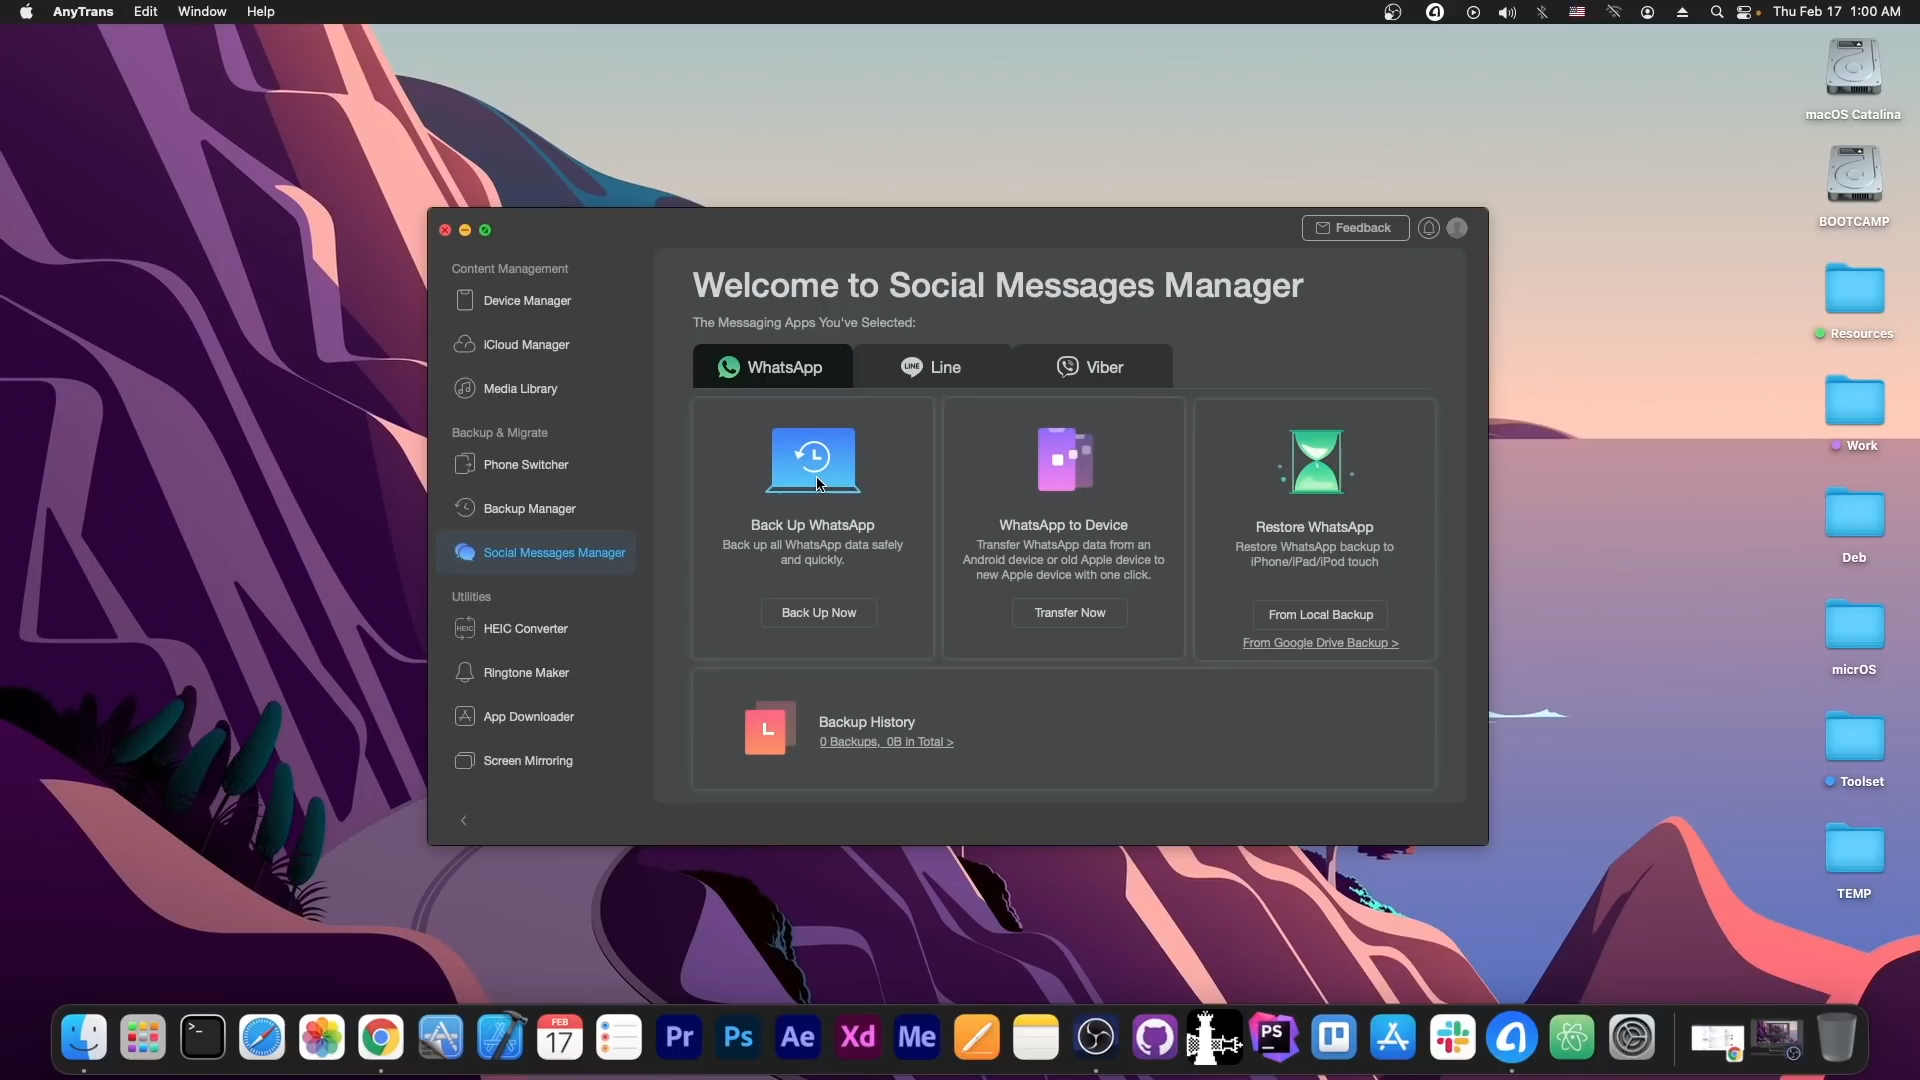 AnyTrans Edit Window Help
Thu Feb 17 1:00 AM
macOS Catalina
BOOTCAMP
Resources
Work
Deb
micrOS
Toolset
TEMP
Feedback
Content Management
Device Manager
iCloud Manager
Media Library
Backup & Migrate
Phone Switcher
Backup Manager
Social Messages Manager
Utilities
HEIC
HEIC Converter
Ringtone Maker
App Downloader
Screen Mirroring
Welcome to Social Messages Manager
The Messaging Apps You've Selected:
WhatsApp
LINE
Line
Viber
Back Up WhatsApp
Back up all WhatsApp data safely
and quickly.
Back Up Now
WhatsApp to Device
Transfer WhatsApp data from an
Android device or old Apple device to
new Apple device with one click.
Transfer Now
Restore WhatsApp
Restore WhatsApp backup to
iPhone/iPad/iPod touch
From Local Backup
From Google Drive Backup >
Backup History
0 Backups, 0B in Total >
FEB
17
Pr
Ps
Ae
Xd
Me
PS